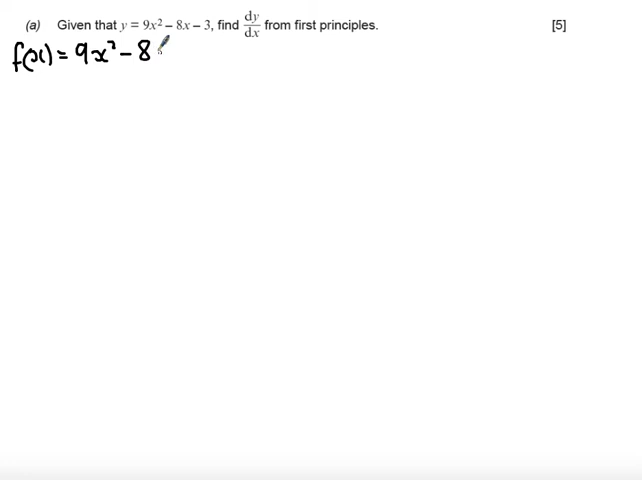 (a) Given that y = 9x² – 8x – 3, find dy/dx from first principles. [5]
f(x) = 9x² – 8